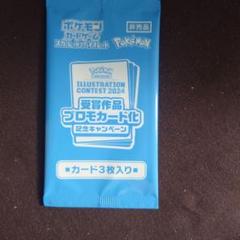 ポケモン
カードゲーム
スカーレット&バイオレット
非売品
Pokémon
Pokémon
ILLUSTRATION
CONTEST 2024
受賞作品
プロモカード化
記念キャンペーン
■カード3枚入り■